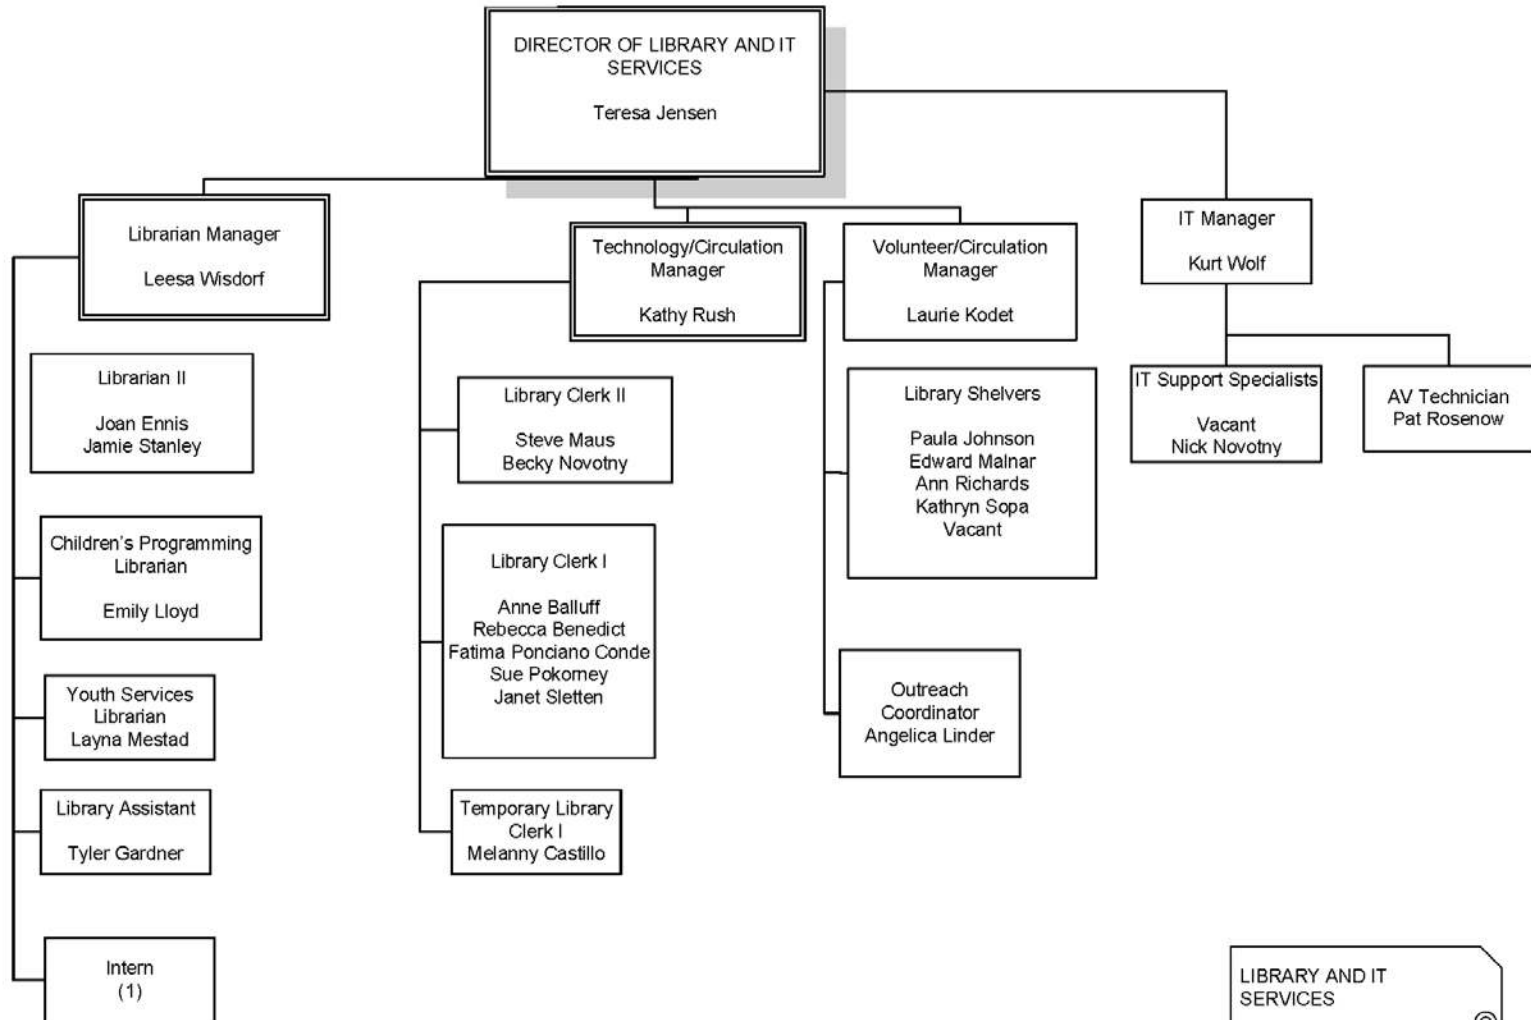 DIRECTOR OF LIBRARY AND IT
SERVICES
Teresa Jensen
Librarian Manager
Leesa Wisdorf
Technology/Circulation
Manager
Kathy Rush
Volunteer/Circulation
Manager
Laurie Kodet
IT Manager
Kurt Wolf
Librarian II
Joan Ennis
Jamie Stanley
Children's Programming
Librarian
Emily Lloyd
Youth Services
Librarian
Layna Mestad
Library Assistant
Tyler Gardner
Intern
(1)
Library Clerk II
Steve Maus
Becky Novotny
Library Clerk I
Anne Balluff
Rebecca Benedict
Fatima Ponciano Conde
Sue Pokorney
Janet Sletten
Temporary Library
Clerk I
Melanny Castillo
Library Shelvers
Paula Johnson
Edward Malnar
Ann Richards
Kathryn Sopa
Vacant
Outreach
Coordinator
Angelica Linder
IT Support Specialists
Vacant
Nick Novotny
AV Technician
Pat Rosenow
LIBRARY AND IT
SERVICES